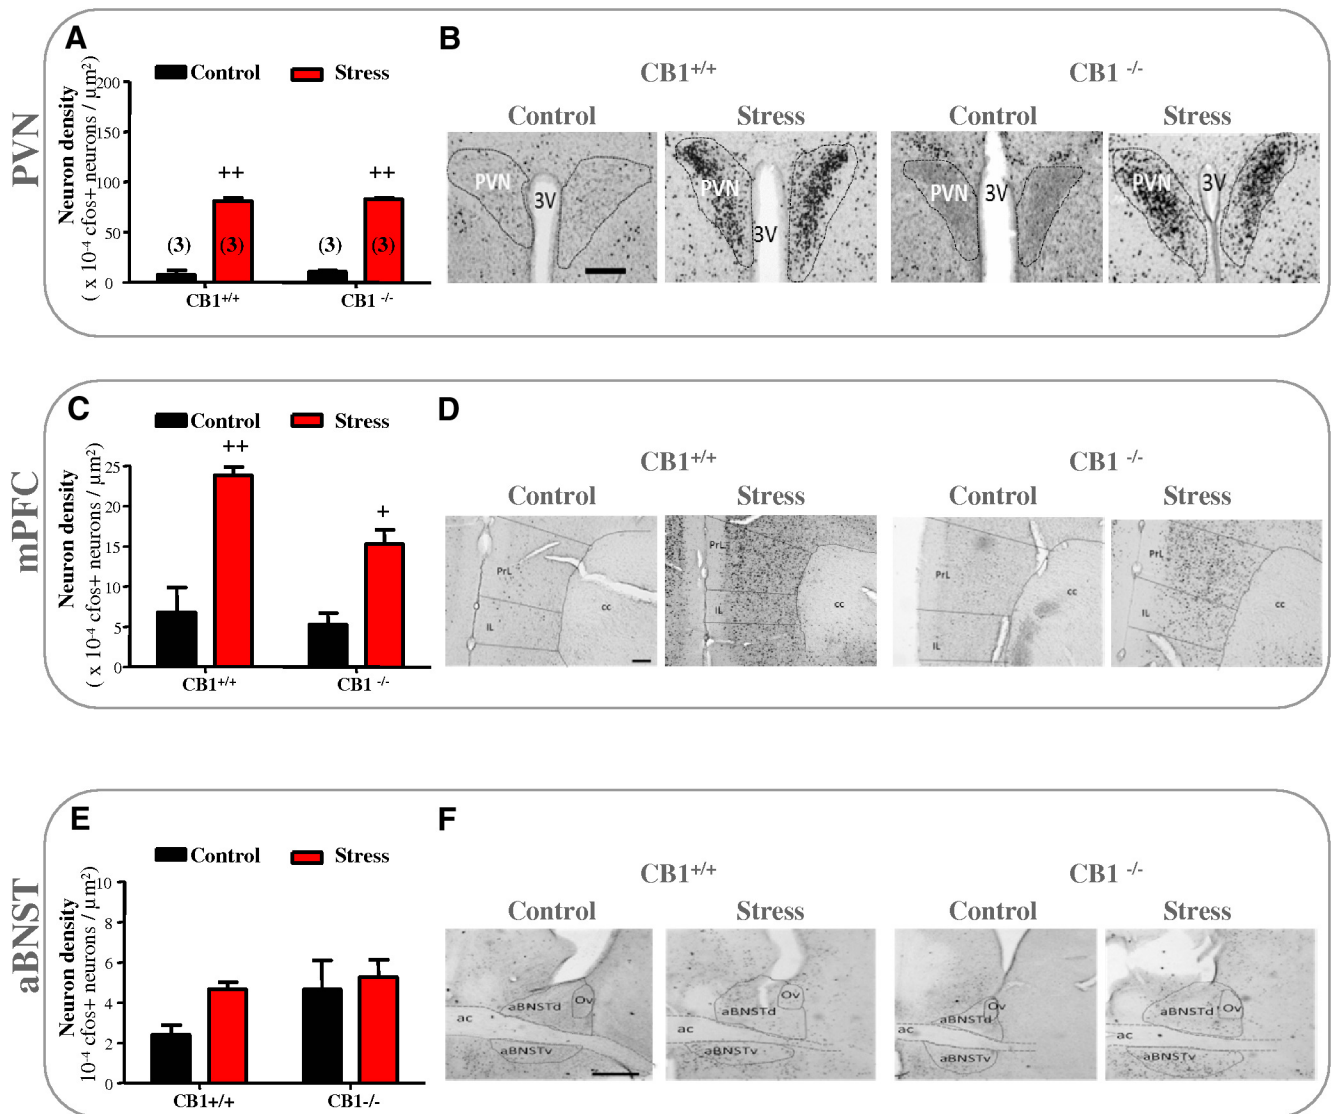 PVN
A
Control Stress
Neuron density
( x 10⁻⁴ cfos+ neurons / µm²)
200
150
100
50
0
++
++
(3)
(3)
(3)
(3)
CB1+/+
CB1 -/-
B
CB1+/+
CB1 -/-
Control
Stress
Control
Stress
PVN
3V
PVN
3V
PVN
3V
PVN
3V
mPFC
C
Control Stress
Neuron density
( x 10⁻⁴ cfos+ neurons / µm²)
25
20
15
10
5
0
++
+
CB1+/+
CB1 -/-
D
CB1+/+
CB1 -/-
Control
Stress
Control
Stress
PrL
IL
cc
PrL
IL
cc
PrL
IL
cc
PrL
IL
cc
aBNST
E
Control Stress
Neuron density
10⁻⁴ cfos+ neurons / µm²)
10
8
6
4
2
0
CB1+/+
CB1-/-
F
CB1+/+
CB1 -/-
Control
Stress
Control
Stress
aBNSTd
Ov
ac
aBNSTv
aBNSTd
Ov
ac
aBNSTv
aBNSTd
Ov
ac
aBNSTv
aBNSTd
Ov
ac
aBNSTv